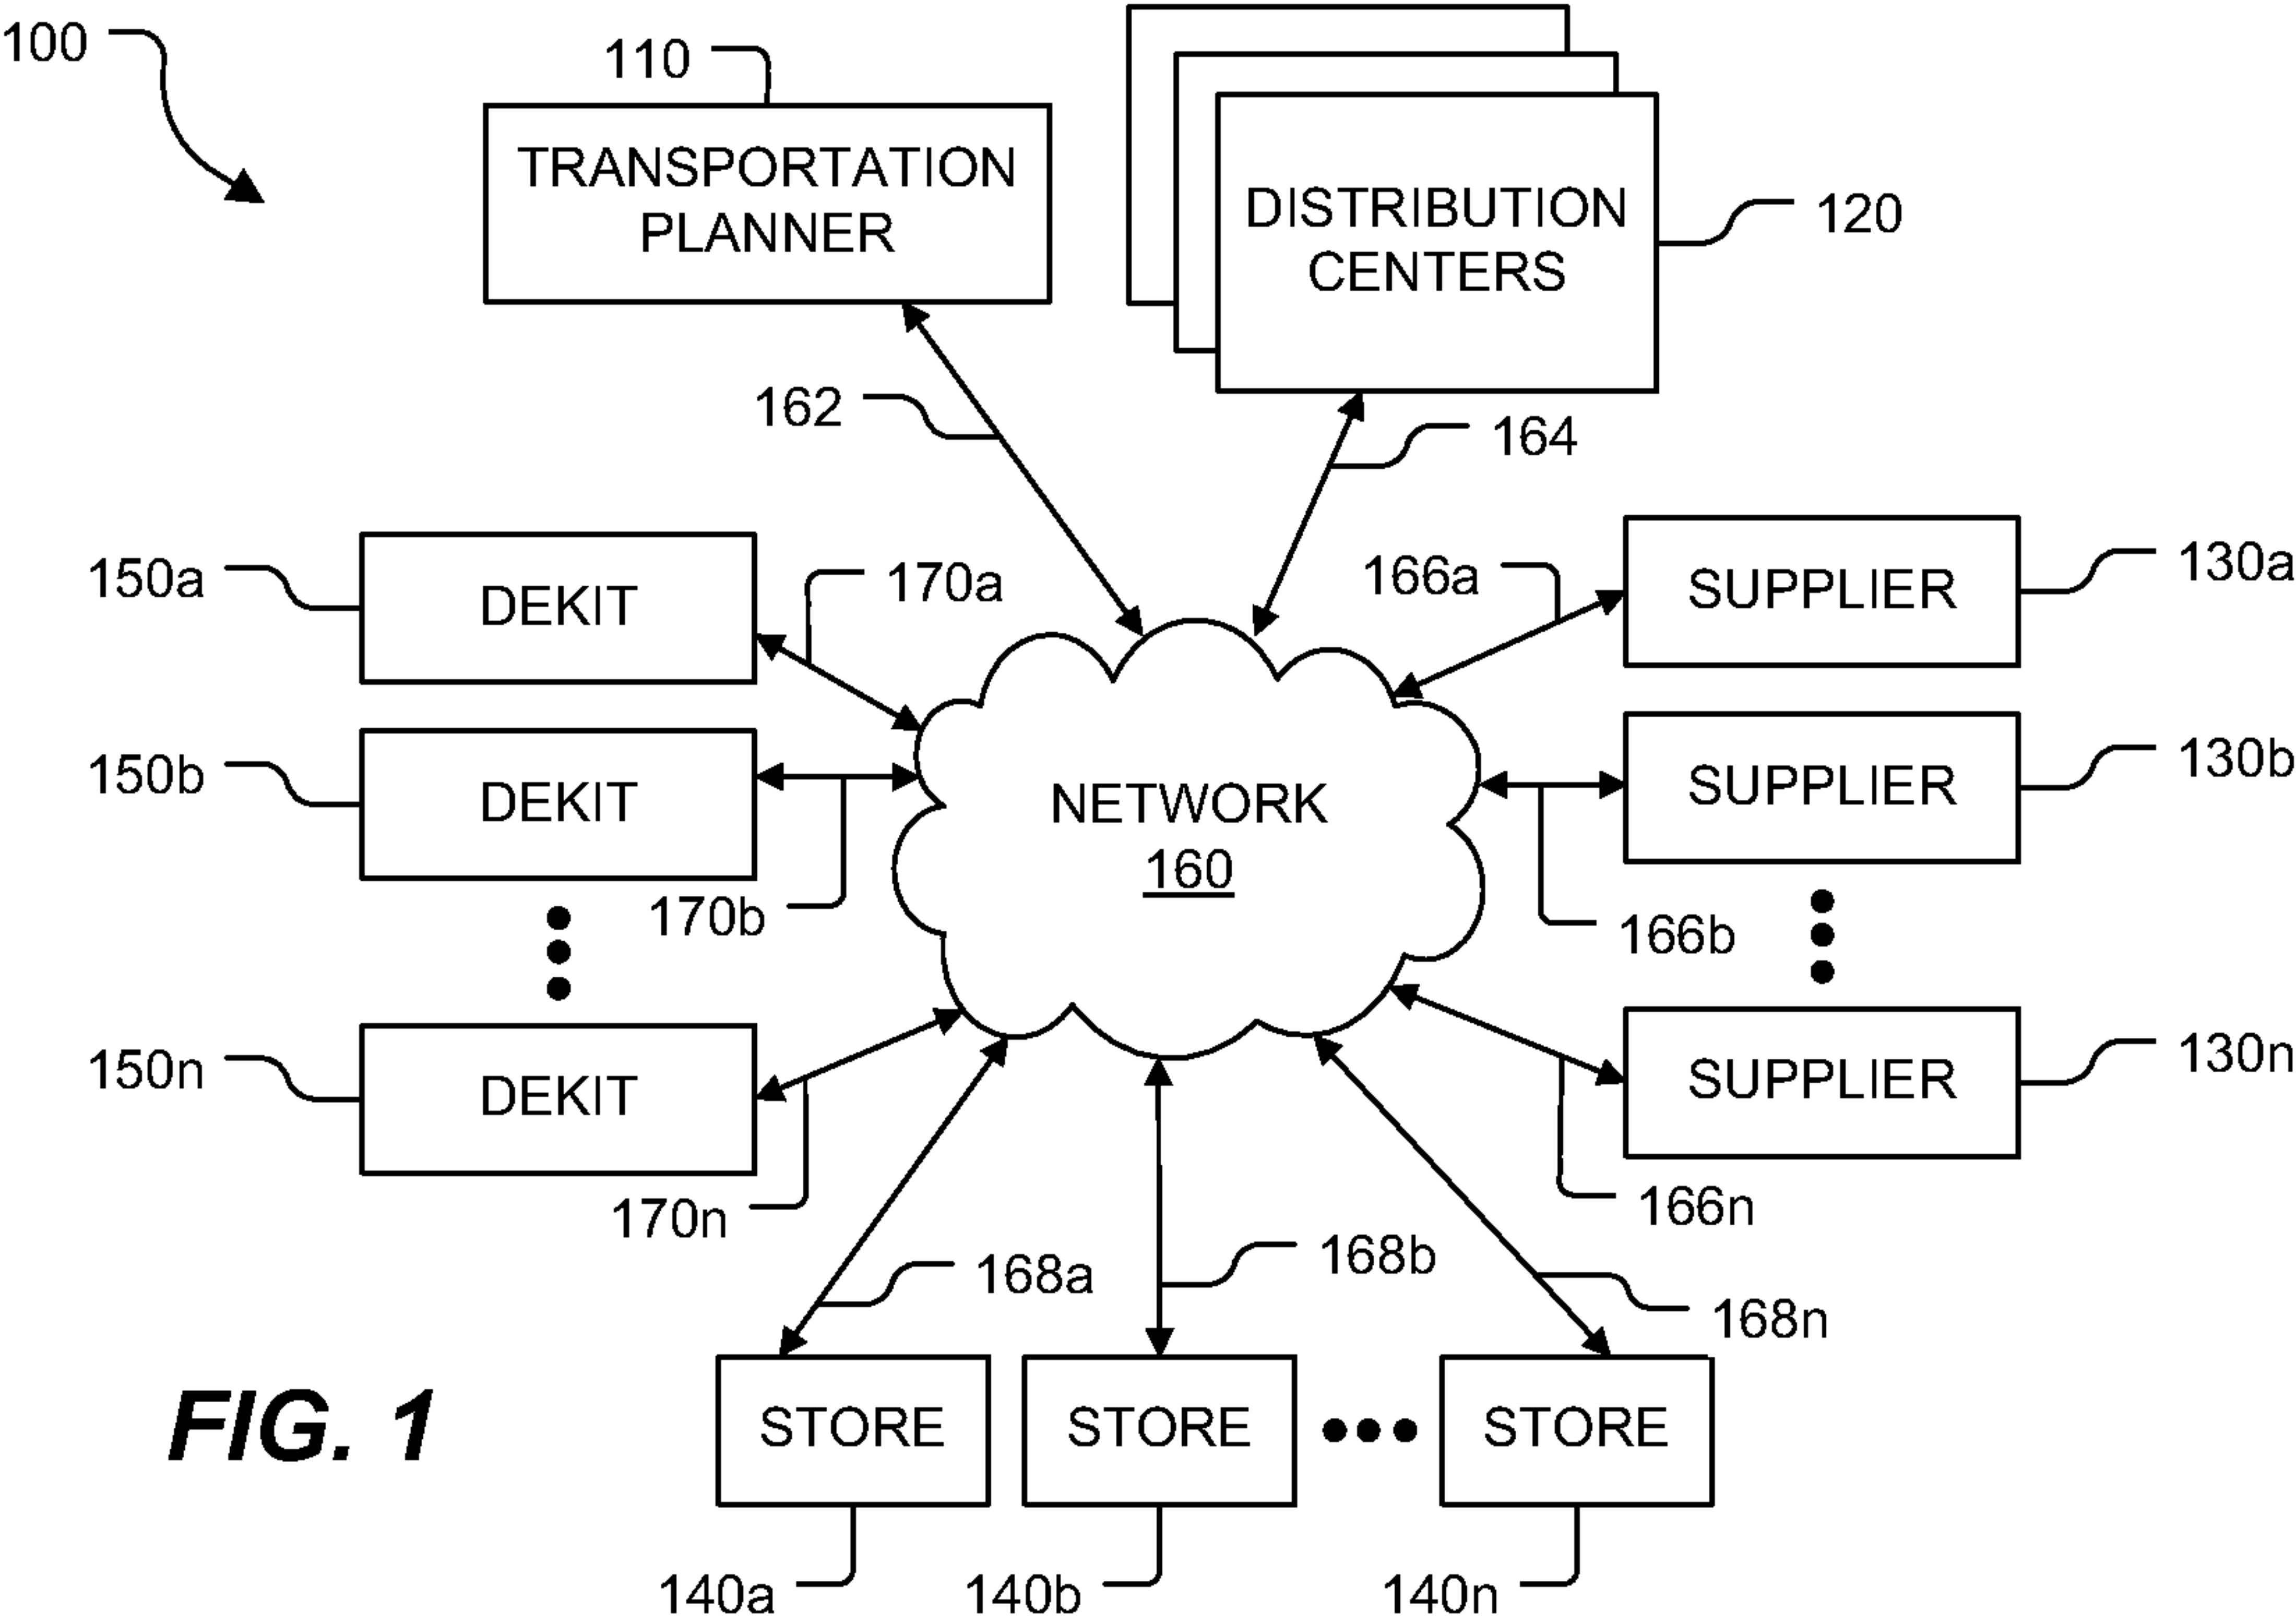 100
110
TRANSPORTATION
PLANNER
DISTRIBUTION
CENTERS
120
162
164
150a
DEKIT
170a
166a
SUPPLIER
130a
150b
DEKIT
170b
NETWORK
160
166b
SUPPLIER
130b
150n
DEKIT
170n
166n
SUPPLIER
130n
168a
168b
168n
STORE
STORE
STORE
140a
140b
140n
FIG. 1